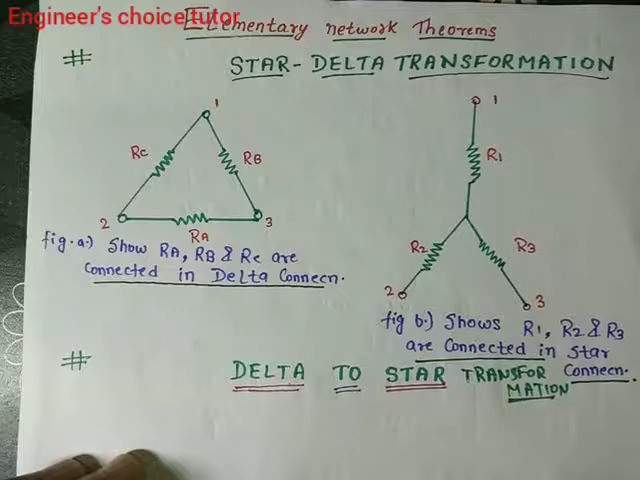 Engineer's choice tutor
Elementary network Theorems
# STAR-DELTA TRANSFORMATION
1
RC
RB
2
3
RA
fig.a.) Show RA, RB & Rc are
connected in Delta Connecn.
1
R1
R2
R3
2
3
fig b.) Shows R1, R2 & R3
are connected in star
Connecn.
# DELTA TO STAR TRANSFOR
MATION